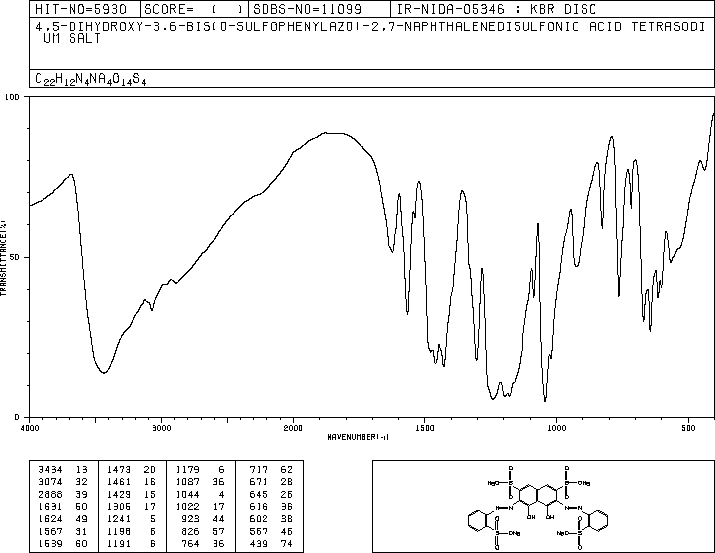 HIT-NO=5930 SCORE= ( ) SDBS-NO=11099 IR-NIDA-05346 : KBR DISC
4,5-DIHYDROXY-3,6-BIS(O-SULFOPHENYLAZO)-2,7-NAPHTHALENEDISULFONIC ACID TETRASODI
UM SALT
C22H12N4NA4O14S4
100
50
0
TRANSMITTANCE(%)
4000 3000 2000 1500 1000 500
WAVENUMBER(-1)
3434 13 1473 20 1179 6 717 62
3074 32 1461 16 1087 36 671 28
2888 39 1429 15 1044 4 645 26
1631 60 1306 17 1022 17 616 36
1624 49 1241 5 923 44 602 38
1567 31 1198 6 826 57 567 46
1539 60 1191 6 764 36 439 74